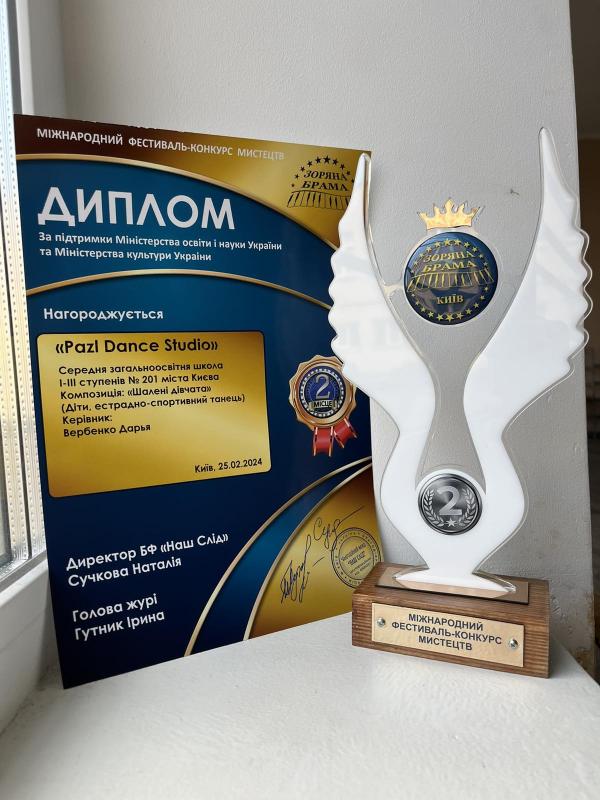 МІЖНАРОДНИЙ ФЕСТИВАЛЬ-КОНКУРС МИСТЕЦТВ
ЗОРЯНА
БРАМА
ДИПЛОМ
За підтримки Міністерства освіти і науки України
та Міністерства культури України
Нагороджується
«Pazl Dance Studio»
Середня загальноосвітня школа
І-ІІІ ступенів № 201 міста Києва
Композиція: «Шалені дівчата»
(Діти, естрадно-спортивний танець)
Керівник:
Вербенко Дарья
Київ, 25.02.2024
2
МІСЦЕ
Директор БФ «Наш Слід»
Сучкова Наталія
Голова журі
Гутник Ірина
ЗОРЯНА
БРАМА
КИЇВ
2
МІЖНАРОДНИЙ
ФЕСТИВАЛЬ-КОНКУРС
МИСТЕЦТВ